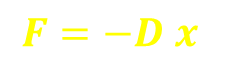 F = −D x